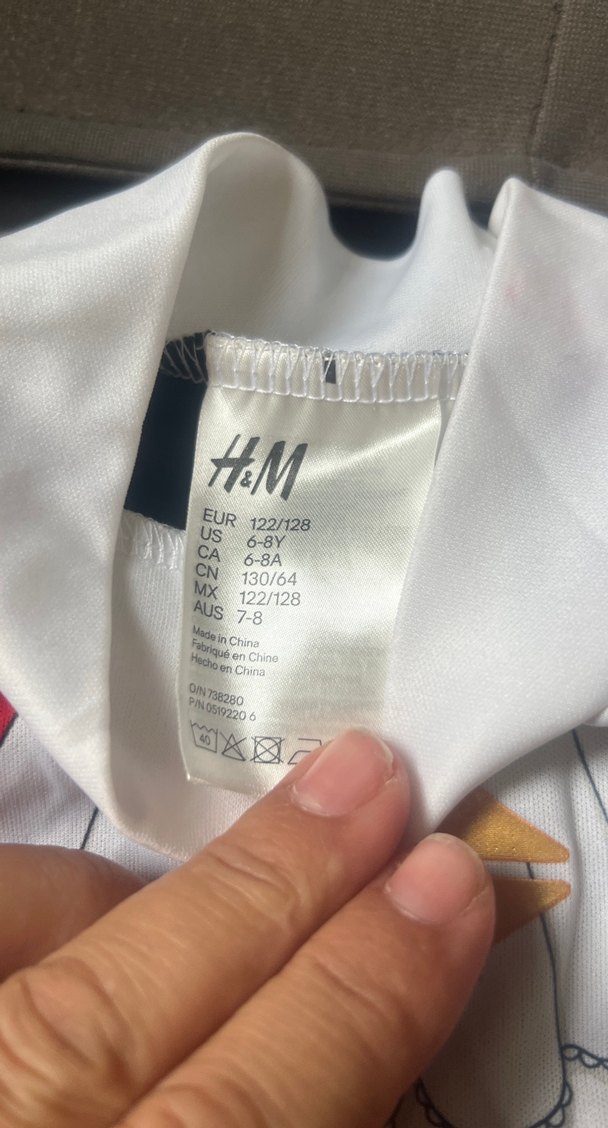 H&M
EUR 122/128
US 6-8Y
CA 6-8A
CN 130/64
MX 122/128
AUS 7-8
Made in China
Fabriqué en Chine
Hecho en China
O/N 738280
P/N 0519220 6
40